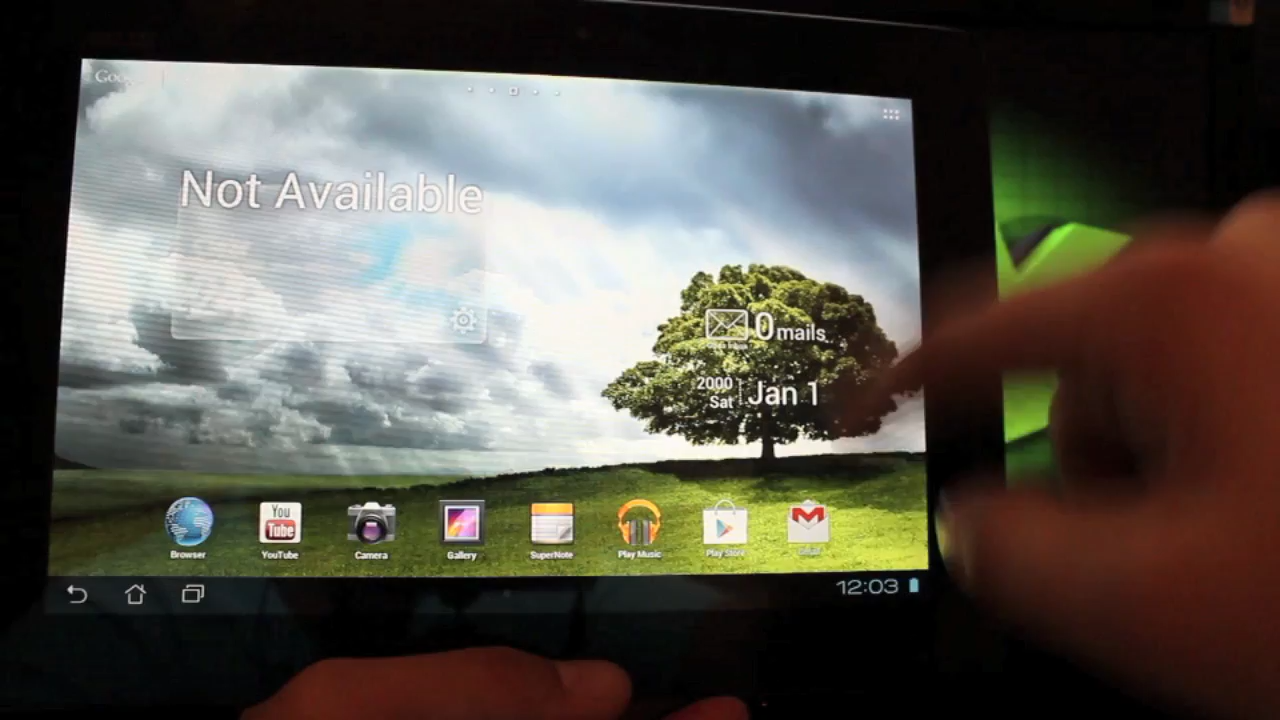 Not Available
0mails
2000
Sat
Jan 1
You
Tube
Browser
YouTube
Camera
Gallery
SuperNote
Play Music
Play Store
Gmail
12:03